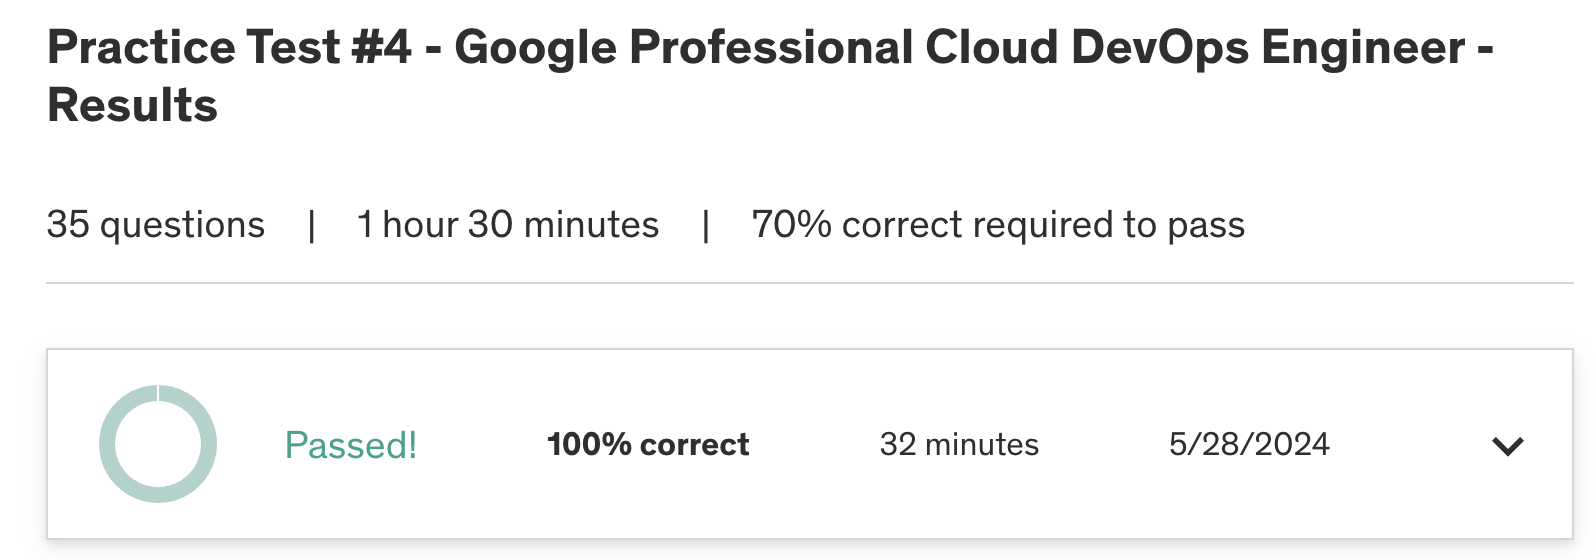 Practice Test #4 - Google Professional Cloud DevOps Engineer -
Results
35 questions | 1 hour 30 minutes | 70% correct required to pass
Passed! 100% correct 32 minutes 5/28/2024